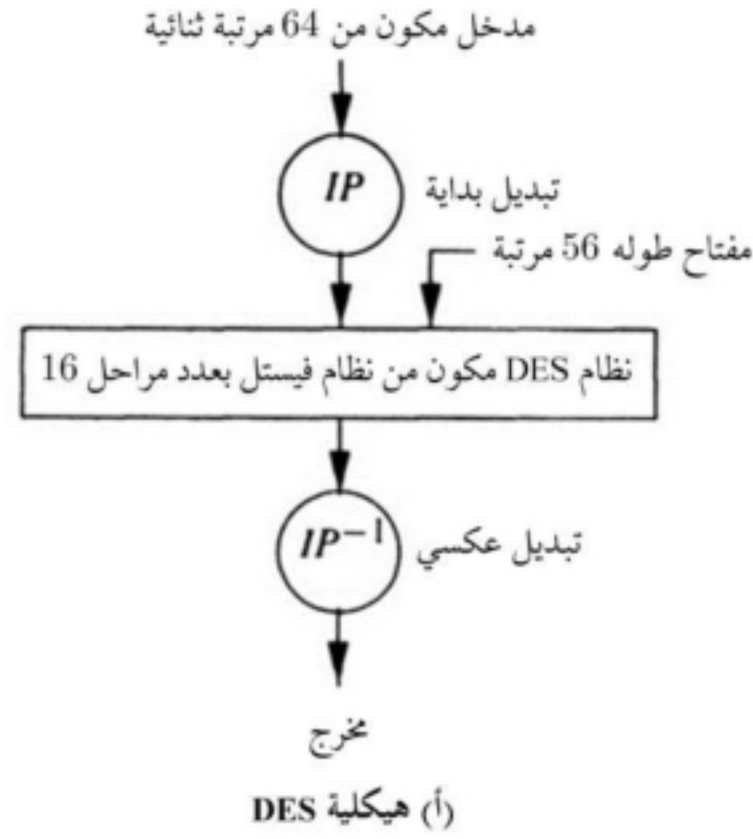 مدخل مكون من 64 مرتبة ثنائية
IP
تبديل بداية
مفتاح طوله 56 مرتبة
نظام DES مكون من نظام فيستل بعدد مراحل 16
IP⁻¹
تبديل عكسي
مخرج
(أ) هيكلية DES